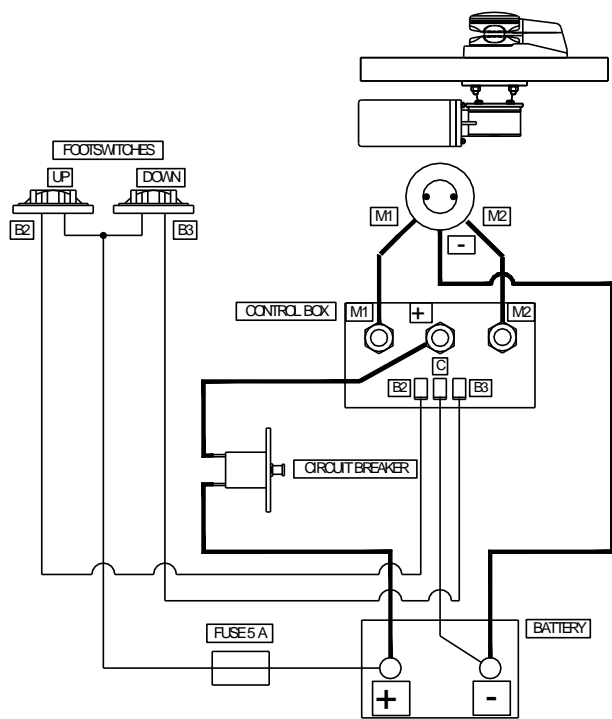 FOOTSWITCHES
UP DOWN
B2 B3
M1 M2
-
CONTROL BOX M1 + M2
C
B2 B3
CIRCUIT BREAKER
FUSE 5 A BATTERY
+ -